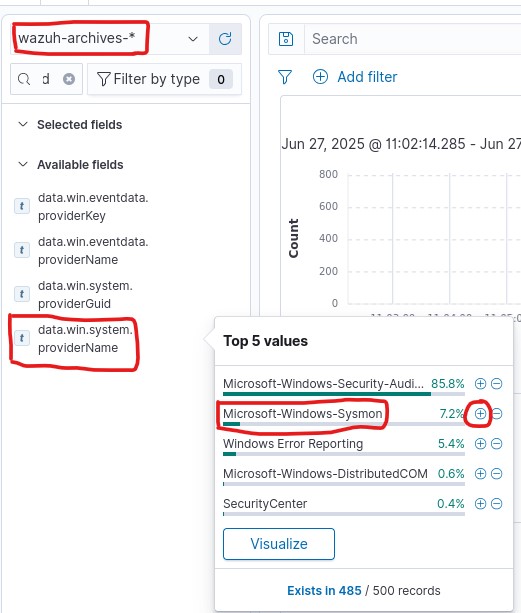 wazuh-archives-*
Search
d
Filter by type 0
Add filter
Selected fields
Available fields
data.win.eventdata.
providerKey
data.win.eventdata.
providerName
data.win.system.
providerGuid
data.win.system.
providerName
t
t
t
t
Jun 27, 2025 @ 11:02:14.285 - Jun 27
Count
800
600
400
200
0
Top 5 values
Microsoft-Windows-Security-Audi... 85.8%
Microsoft-Windows-Sysmon 7.2%
Windows Error Reporting 5.4%
Microsoft-Windows-DistributedCOM 0.6%
SecurityCenter 0.4%
Visualize
Exists in 485 / 500 records